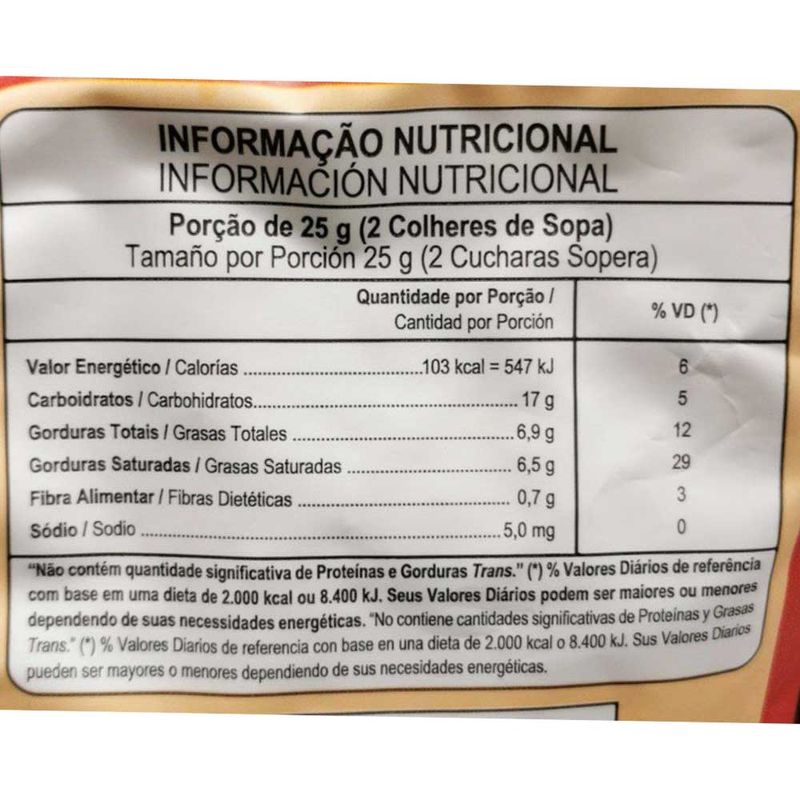 INFORMAÇÃO NUTRICIONAL
INFORMACIÓN NUTRICIONAL
Porção de 25 g (2 Colheres de Sopa)
Tamaño por Porción 25 g (2 Cucharas Sopera)
Quantidade por Porção /
Cantidad por Porción
% VD (*)
Valor Energético / Calorías ........................103 kcal = 547 kJ 6
Carboidratos / Carbohidratos........................ 17 g 5
Gorduras Totais / Grasas Totales ........................6,9 g 12
Gorduras Saturadas / Grasas Saturadas ........................ 6,5 g 29
Fibra Alimentar / Fibras Dietéticas ........................ 0,7 g 3
Sódio / Sodio ........................5,0 mg 0
"Não contém quantidade significativa de Proteínas e Gorduras Trans." (*) % Valores Diários de referência
com base em uma dieta de 2.000 kcal ou 8.400 kJ. Seus Valores Diários podem ser maiores ou menores
dependendo de suas necessidades energéticas. "No contiene cantidades significativas de Proteinas y Grasas
Trans." (*) % Valores Diarios de referencia con base en una dieta de 2.000 kcal o 8.400 kJ. Sus Valores Diarios
pueden ser mayores o menores dependiendo de sus necesidades energéticas.